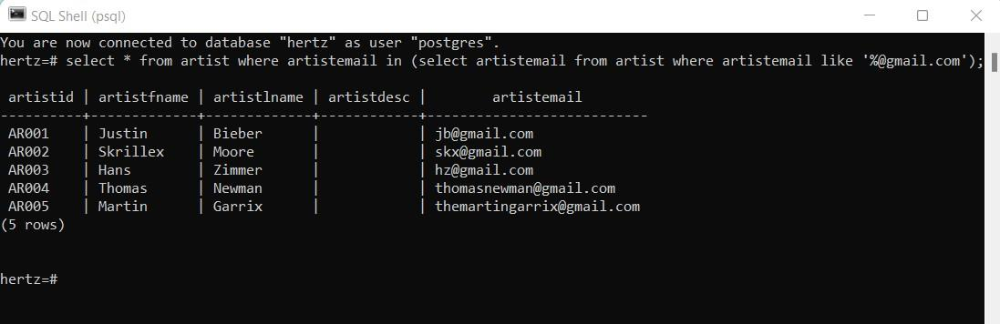 SQL Shell (psql)
You are now connected to database "hertz" as user "postgres".
hertz=# select * from artist where artistemail in (select artistemail from artist where artistemail like '%@gmail.com');
 artistid | artistfname | artistlname | artistdesc |        artistemail
----------+-------------+-------------+------------+---------------------------
 AR001    | Justin      | Bieber      |            | jb@gmail.com
 AR002    | Skrillex    | Moore       |            | skx@gmail.com
 AR003    | Hans        | Zimmer      |            | hz@gmail.com
 AR004    | Thomas      | Newman      |            | thomasnewman@gmail.com
 AR005    | Martin      | Garrix      |            | themartingarrix@gmail.com
(5 rows)
hertz=#